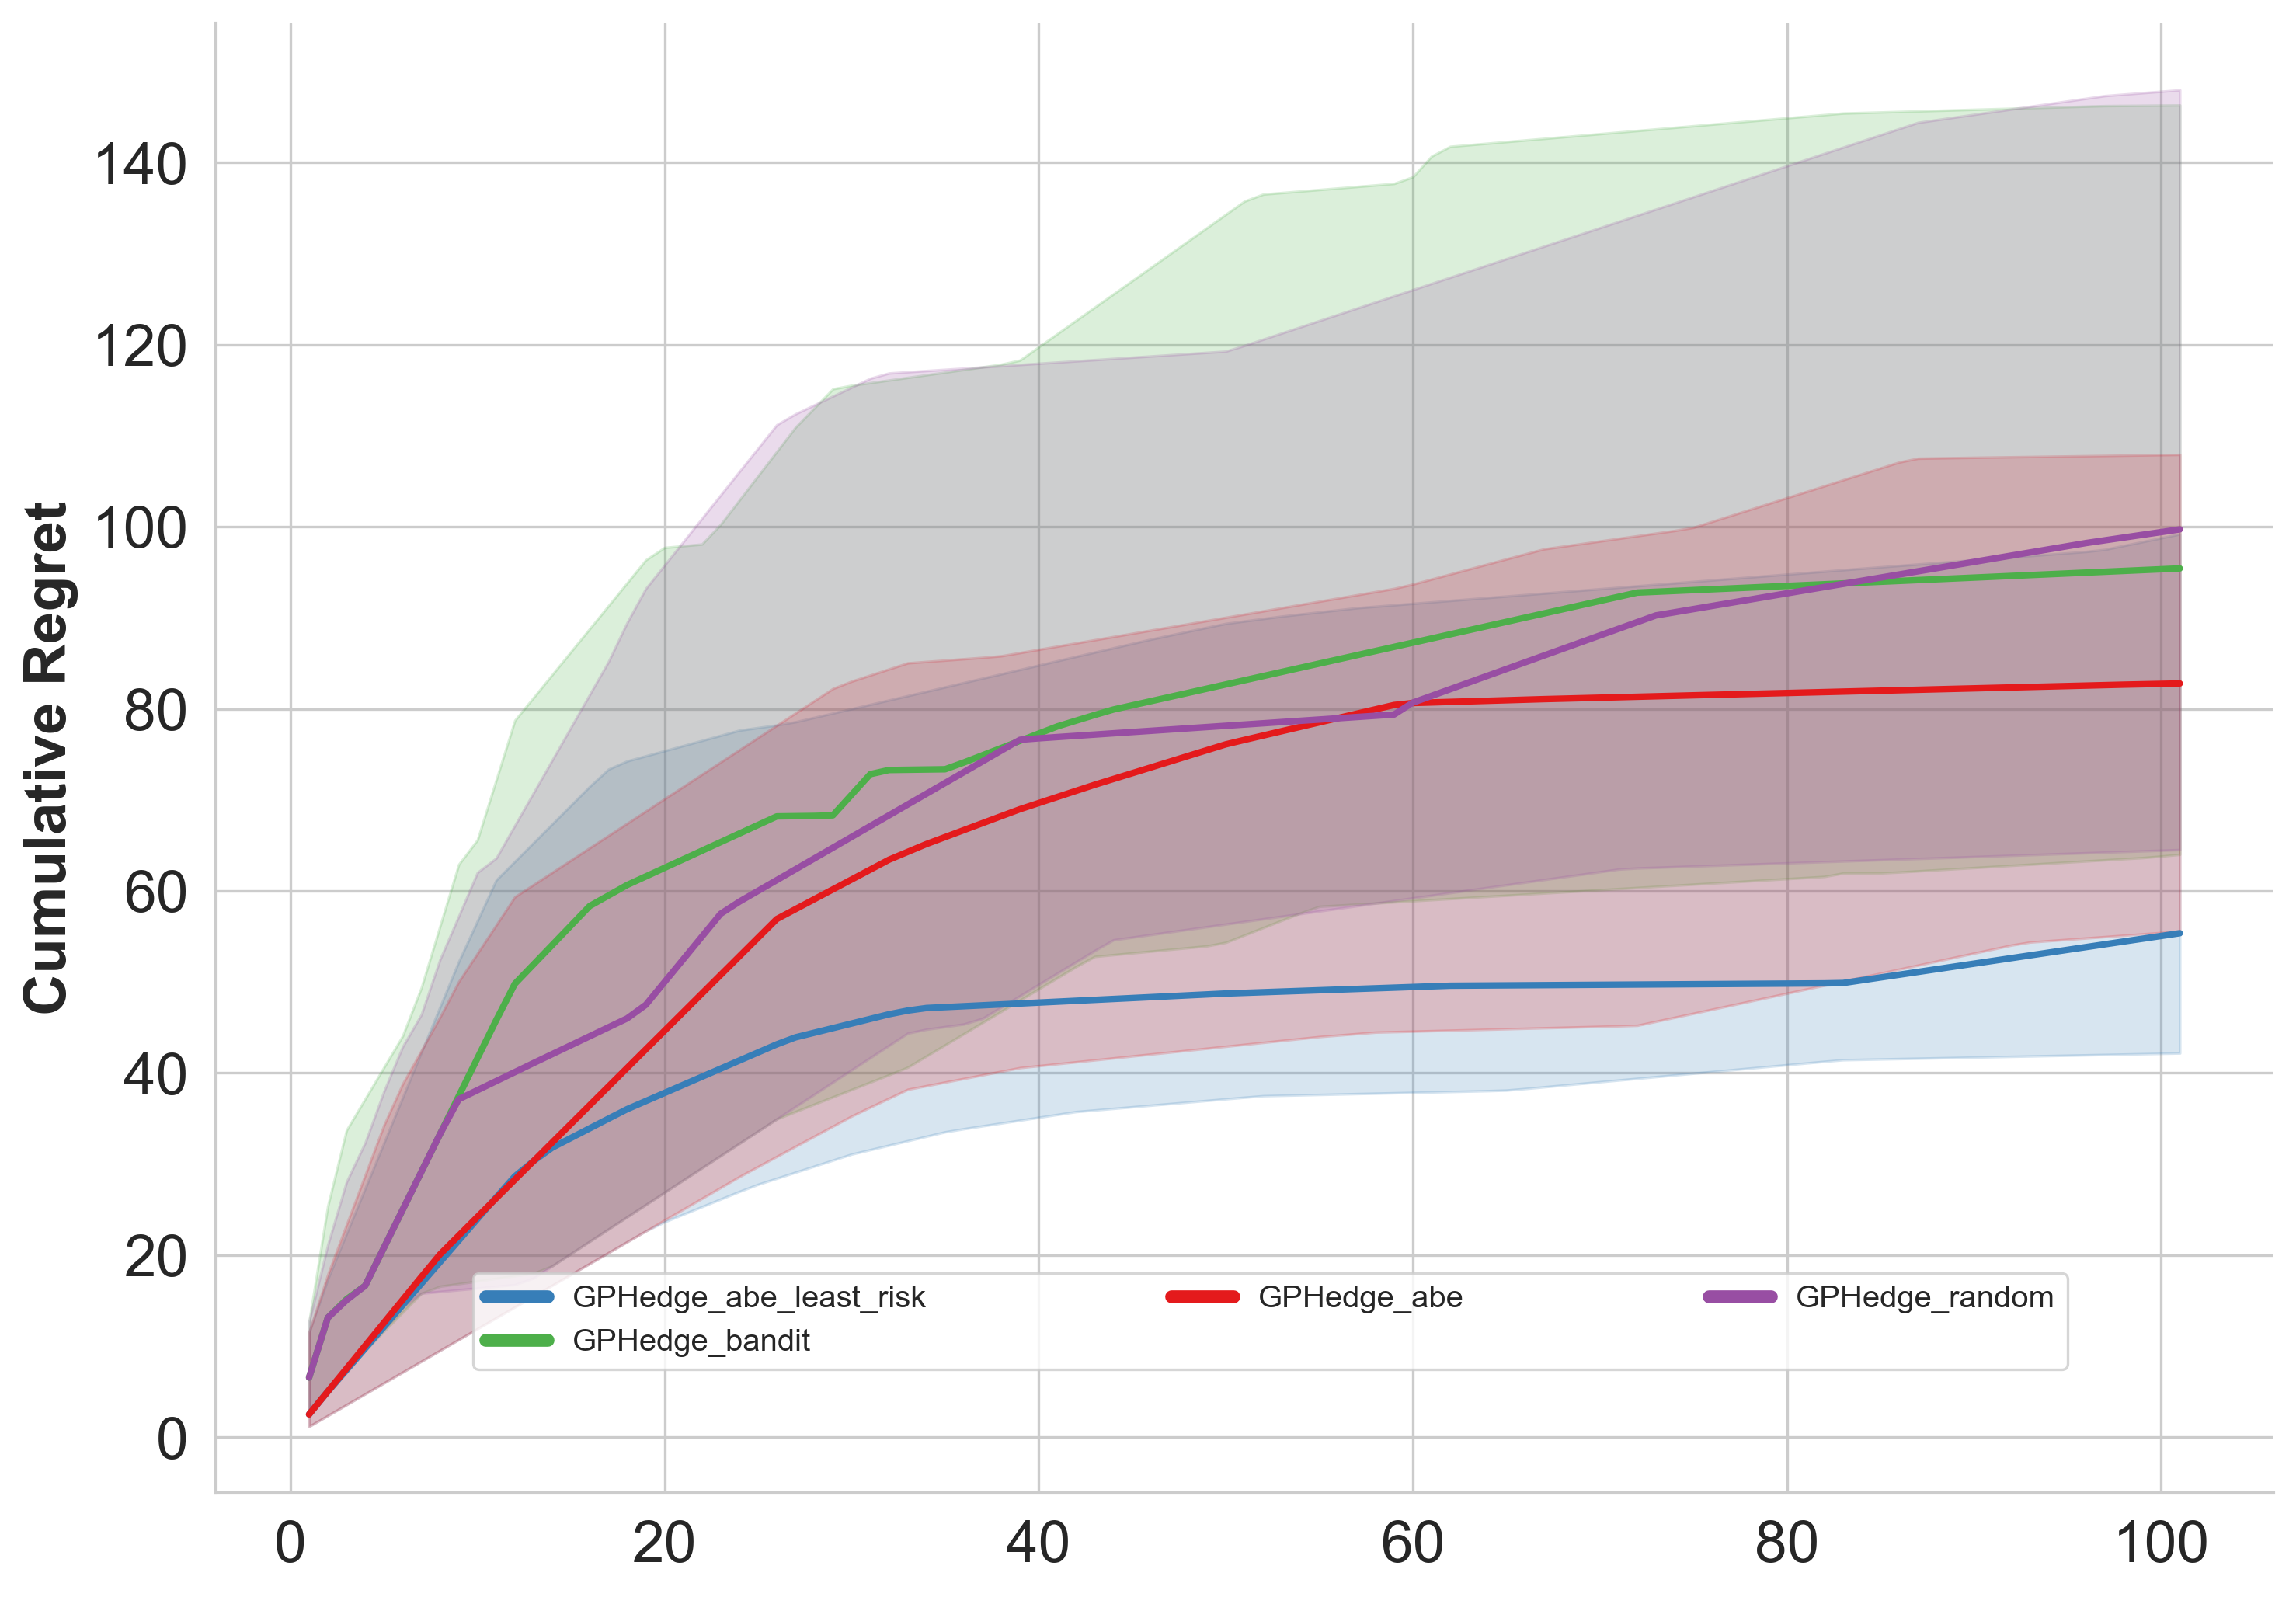 Cumulative Regret
140
120
100
80
60
40
20
0
GPHedge_abe_least_risk
GPHedge_bandit
GPHedge_abe
GPHedge_random
0 20 40 60 80 100